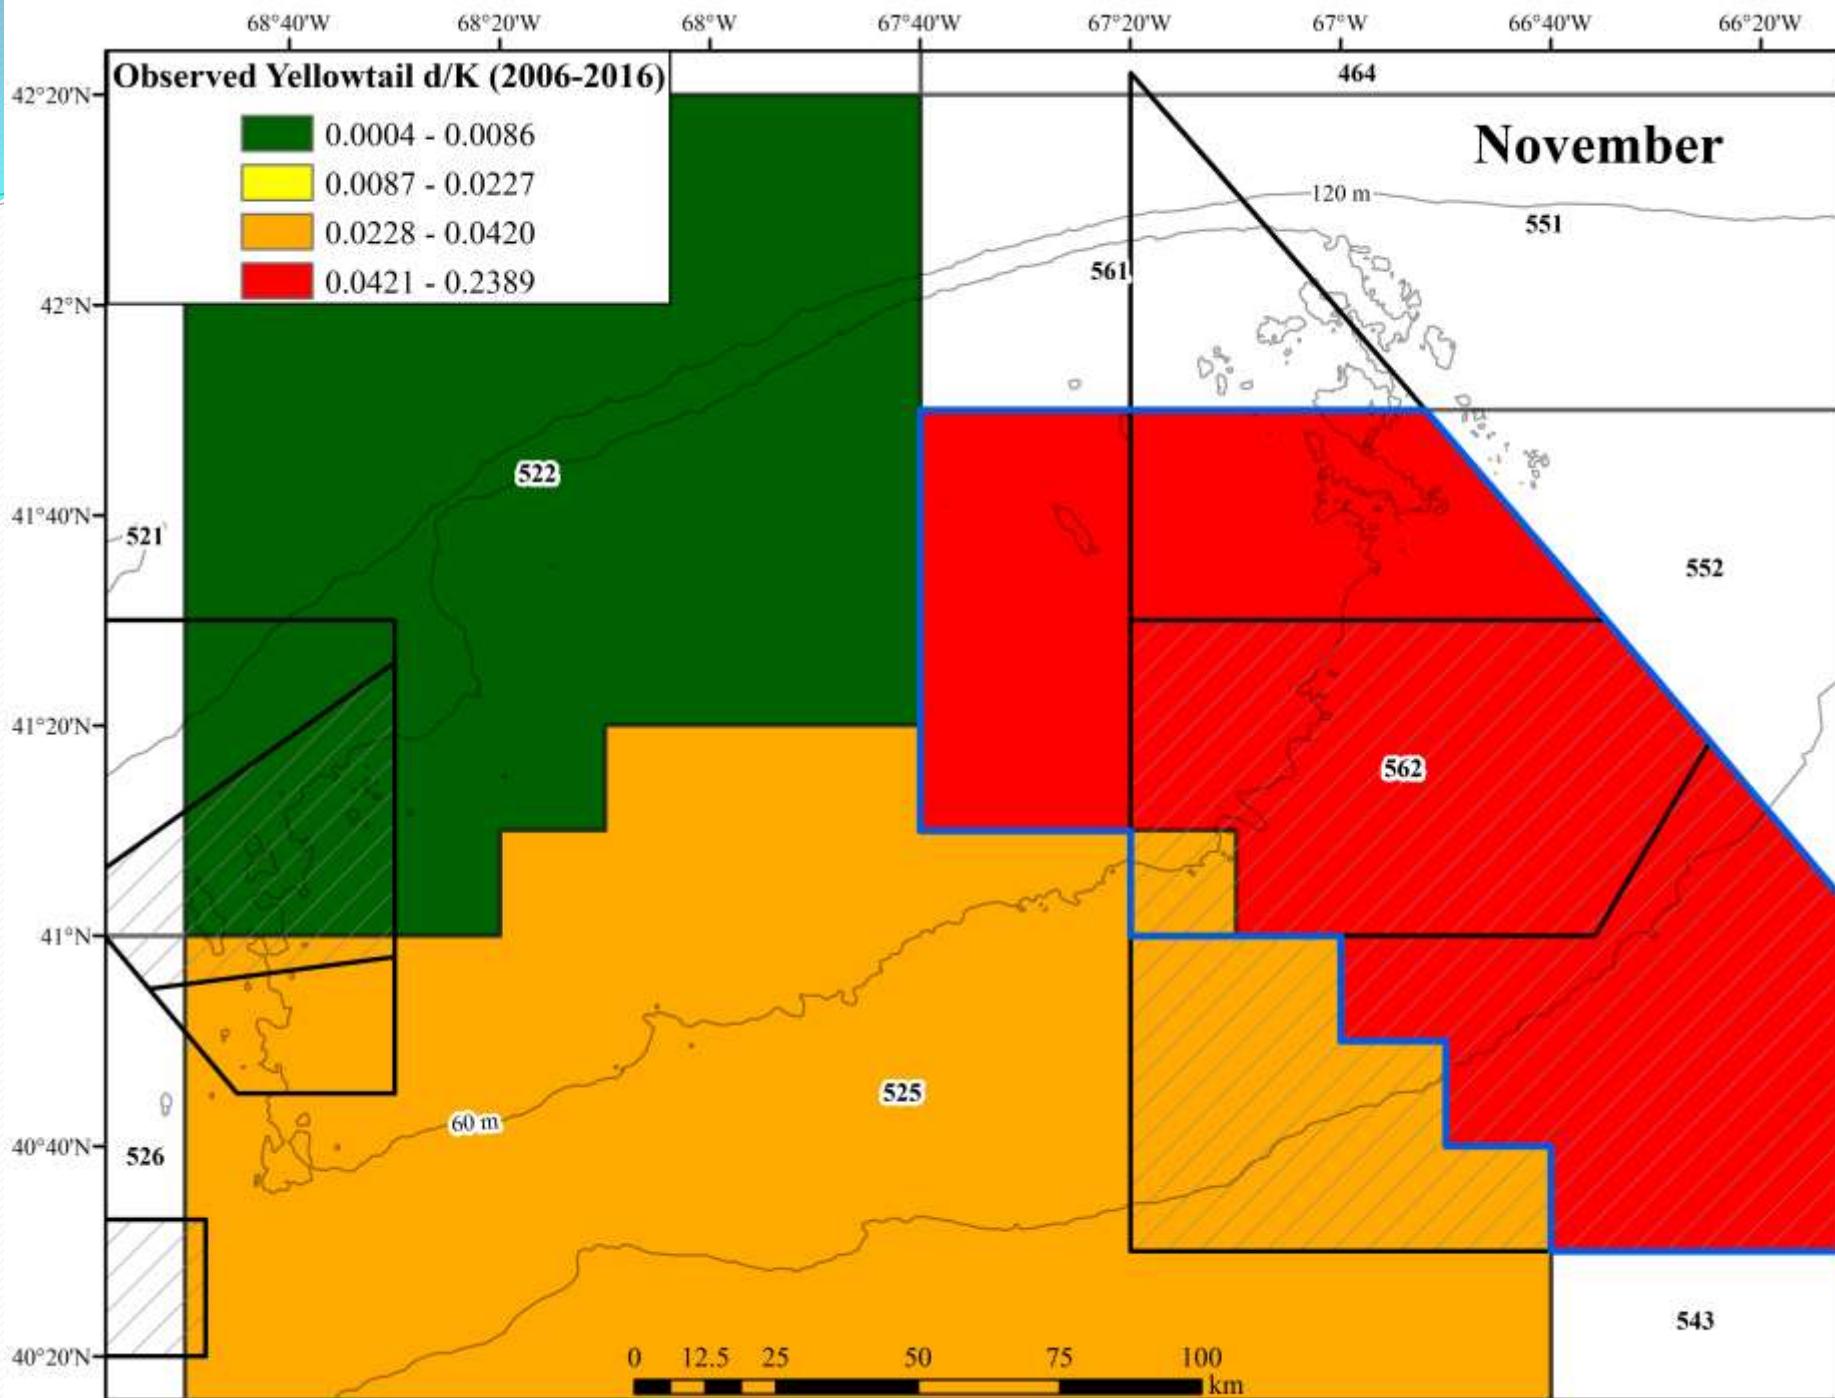 68°40'W 68°20'W 68°W 67°40'W 67°20'W 67°W 66°40'W 66°20'W
Observed Yellowtail d/K (2006-2016)
464
42°20'N
0.0004 - 0.0086
November
0.0087 - 0.0227
120 m
551
0.0228 - 0.0420
561
0.0421 - 0.2389
42°N
522
41°40'N
521
552
41°20'N
562
41°N
525
60 m
40°40'N
526
543
40°20'N
0 12.5 25 50 75 100
km